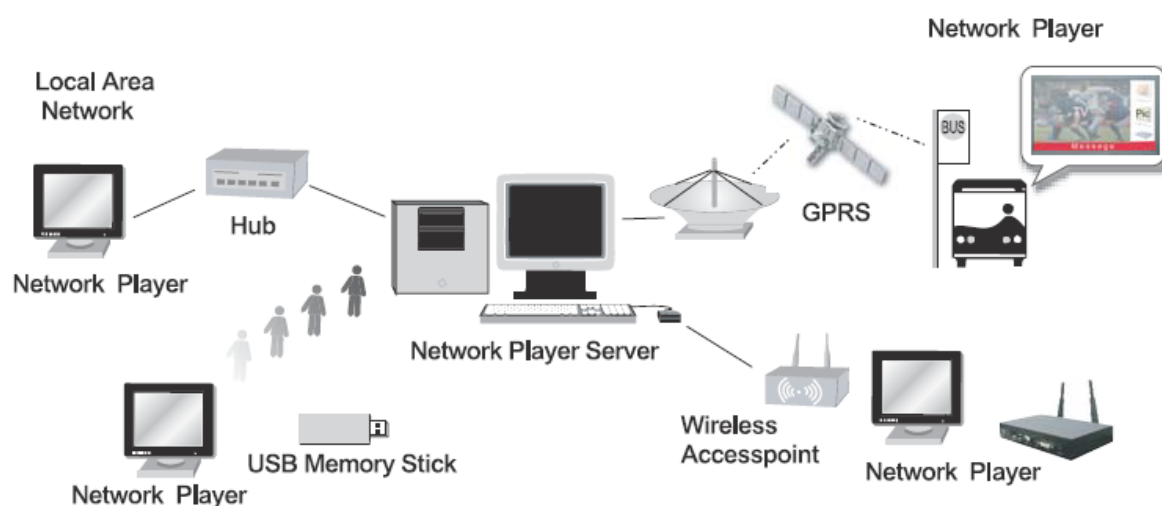 Network Player
Local Area
Network
BUS
Message
Hub
GPRS
Network Player
Network Player Server
Wireless
Accesspoint
USB Memory Stick
Network Player
Network Player